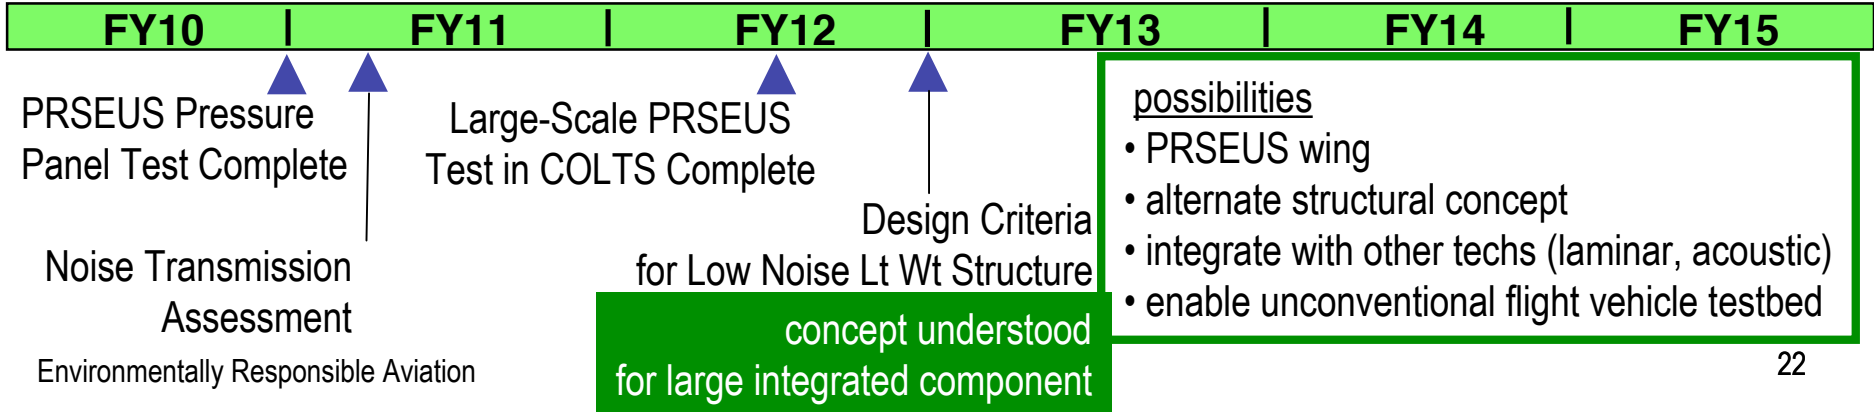 FY10 | FY11 | FY12 | FY13 | FY14 | FY15
PRSEUS Pressure
Panel Test Complete
Noise Transmission
Assessment
Large-Scale PRSEUS
Test in COLTS Complete
Design Criteria
for Low Noise Lt Wt Structure
concept understood
for large integrated component
possibilities
• PRSEUS wing
• alternate structural concept
• integrate with other techs (laminar, acoustic)
• enable unconventional flight vehicle testbed
Environmentally Responsible Aviation
22